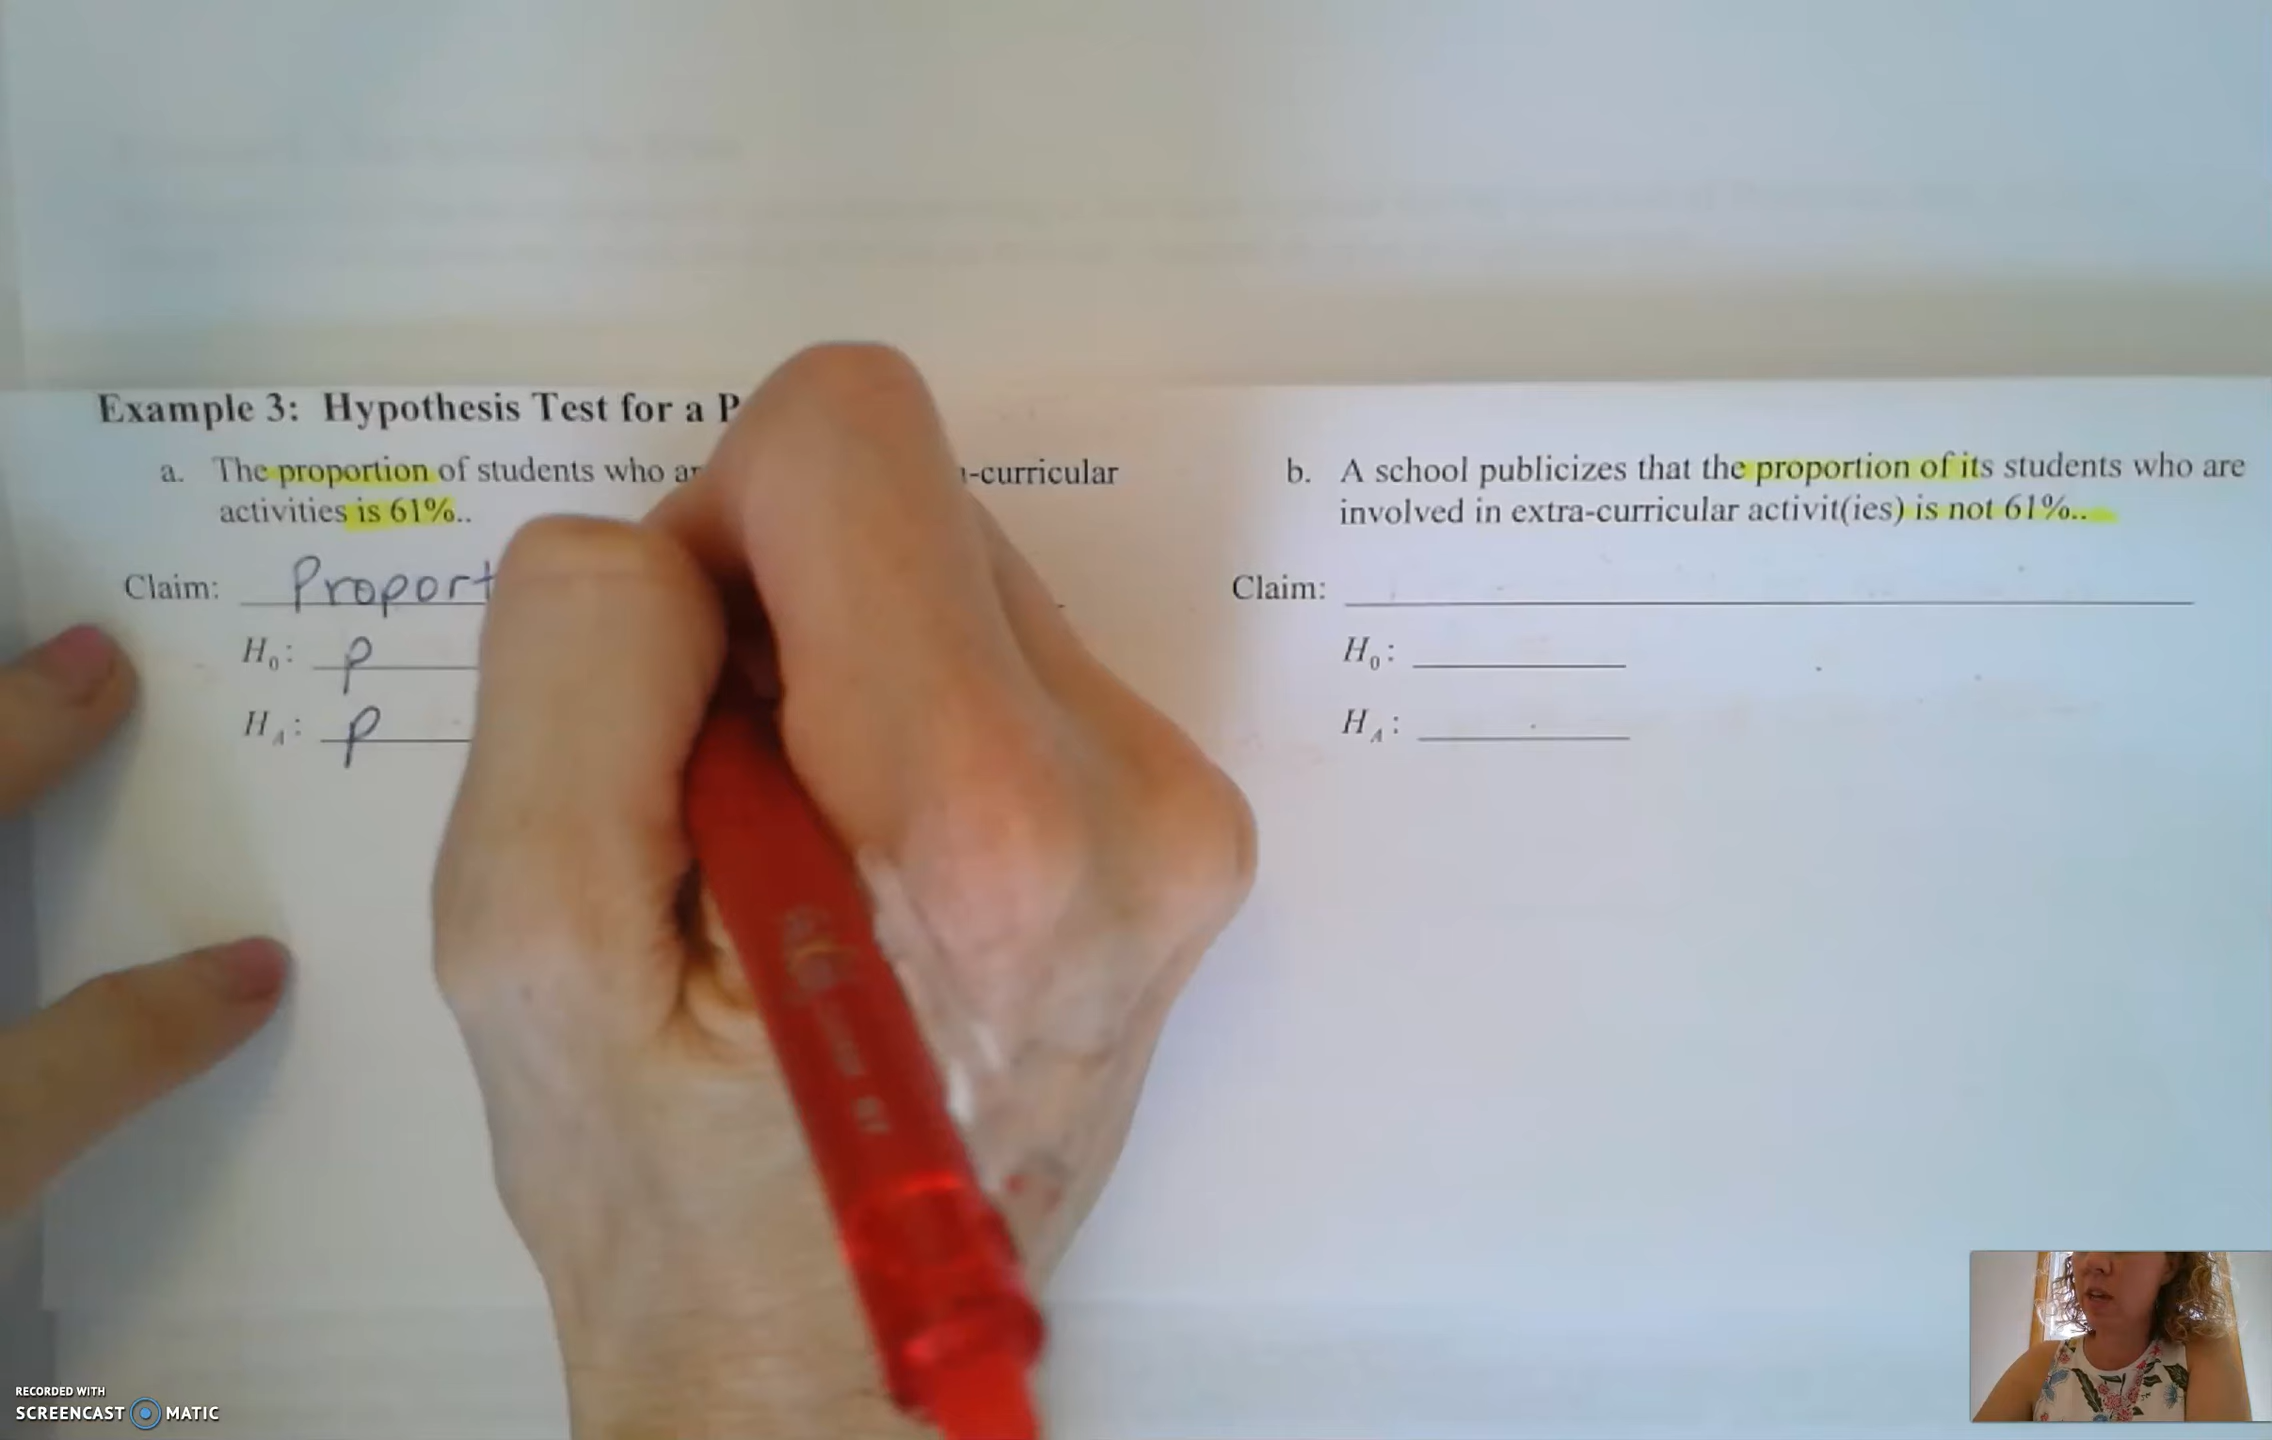 Example 3: Hypothesis Test for a P
a. The proportion of students who -curricular
activities is 61%..
Claim: Proport
H₀: p
H_A: p
b. A school publicizes that the proportion of its students who are
involved in extra-curricular activit(ies) is not 61%..
Claim:
H₀:
H_A:
RECORDED WITH
SCREENCAST MATIC